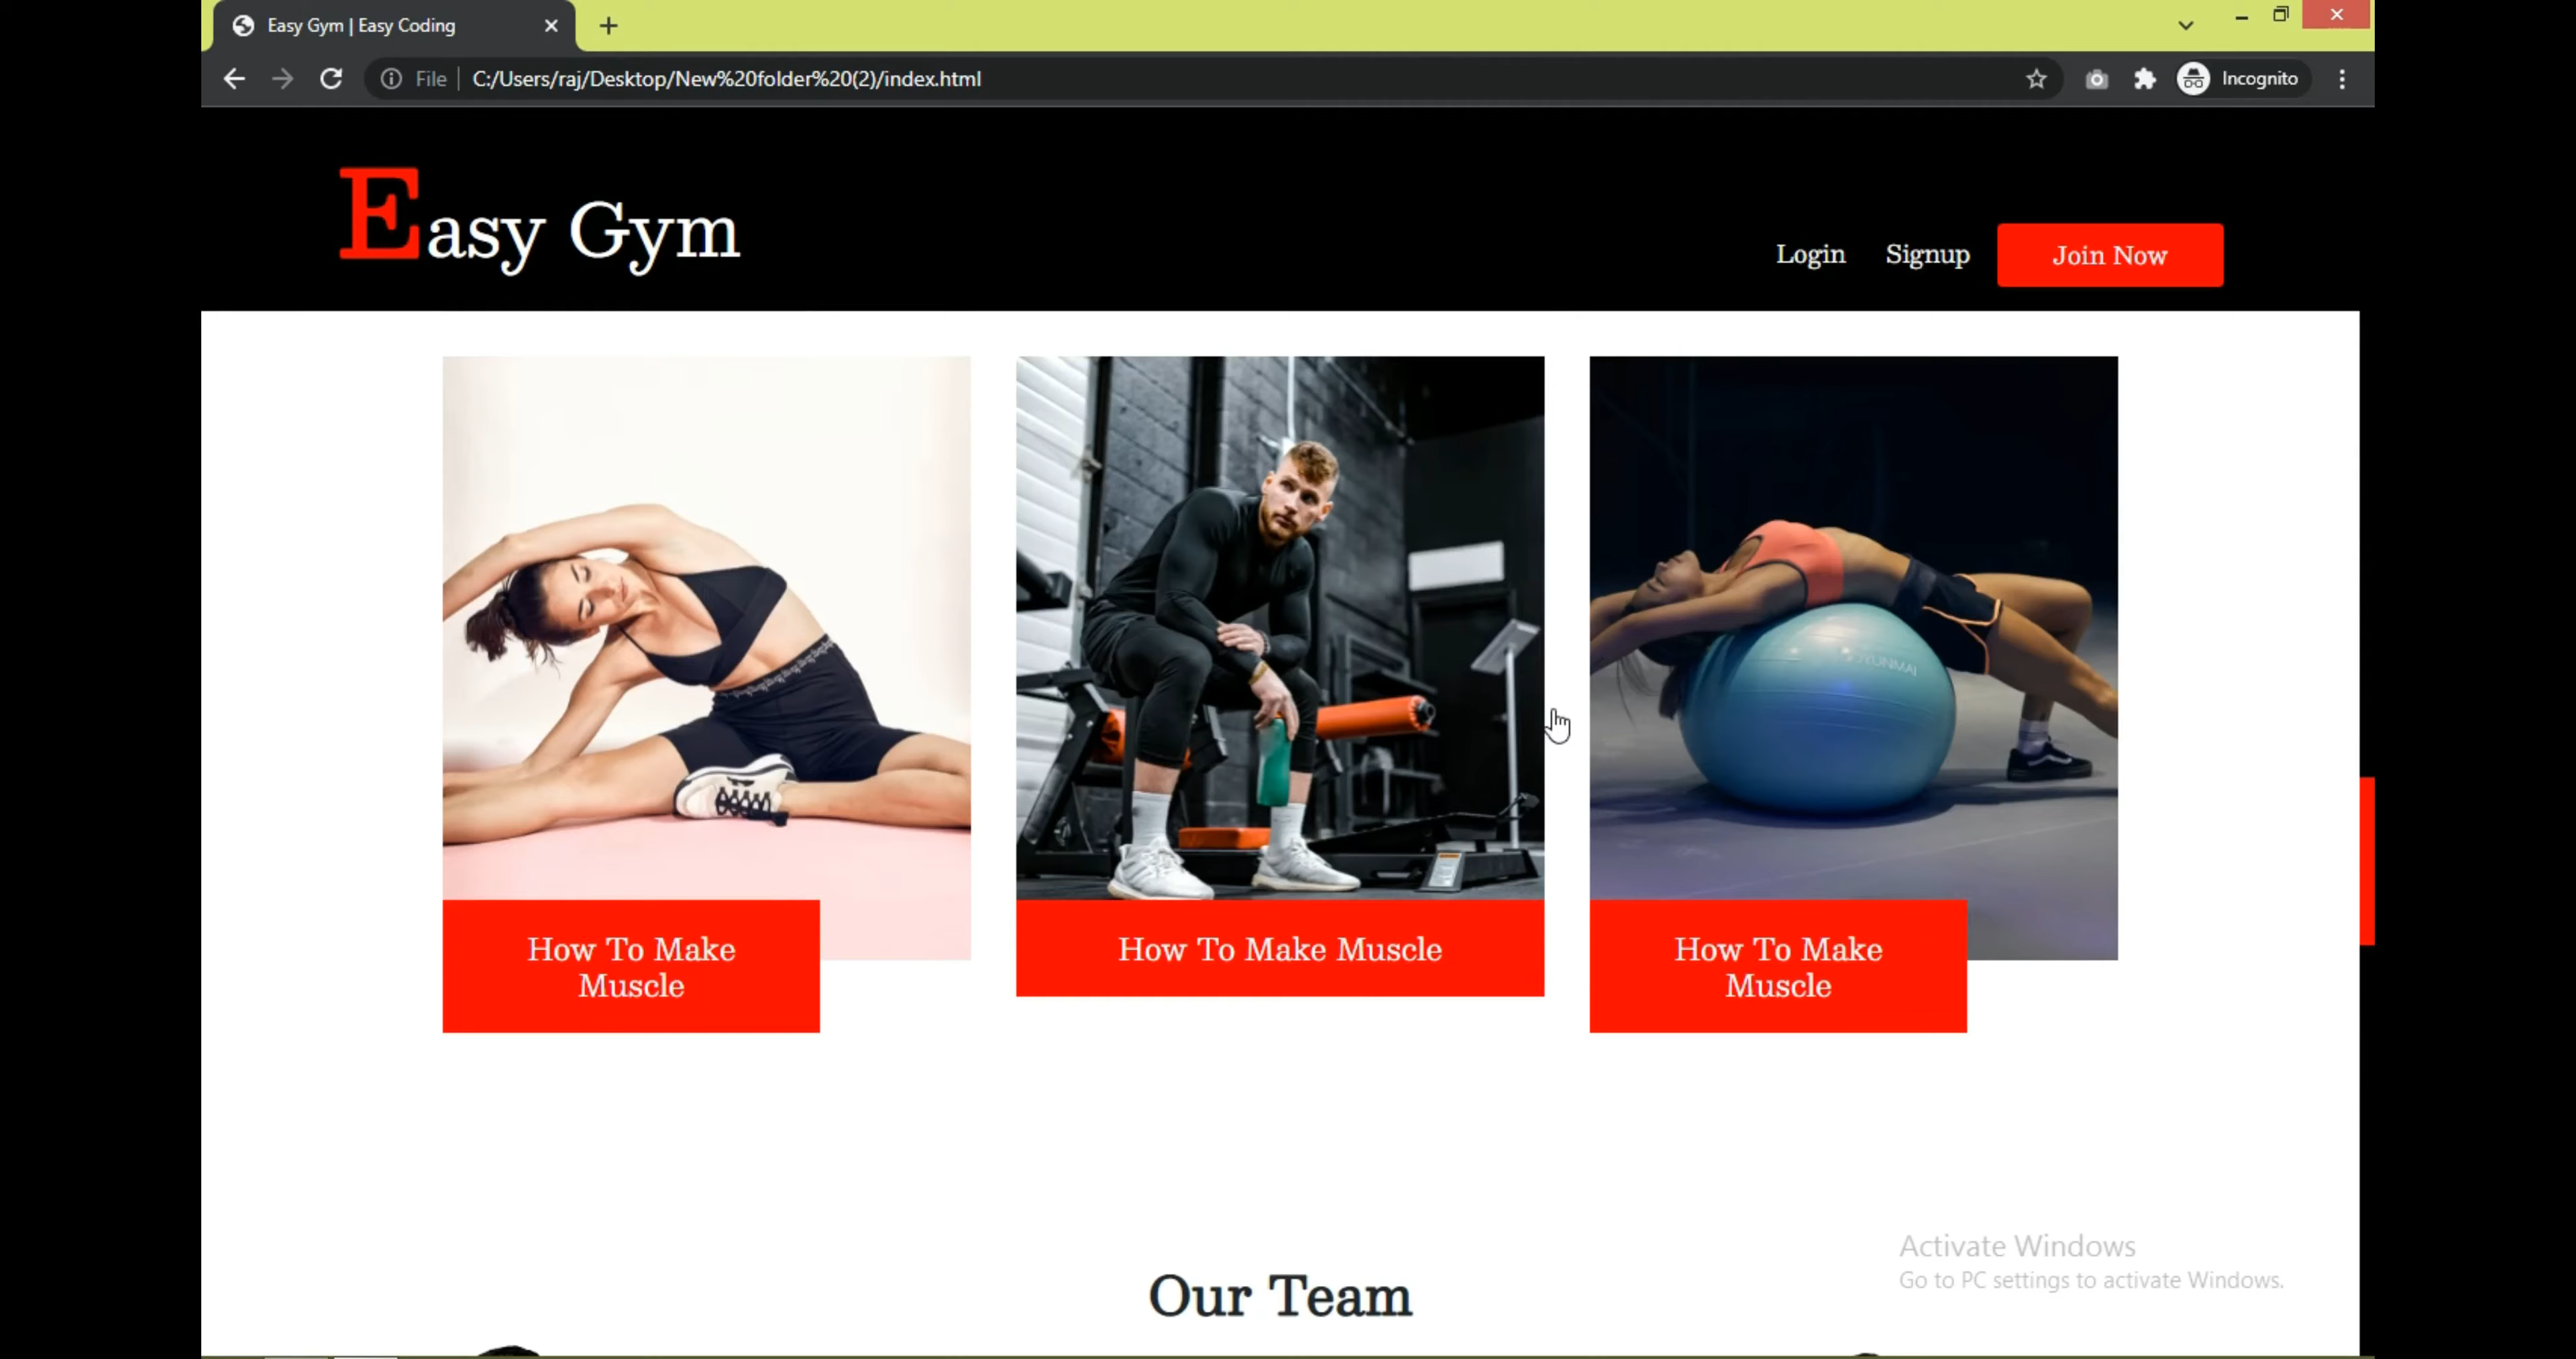 Easy Gym | Easy Coding
File
C:/Users/raj/Desktop/New%20folder%20(2)/index.html
Incognito
Easy Gym
Login
Signup
Join Now
YUNMAI
How To Make
Muscle
How To Make Muscle
How To Make
Muscle
Activate Windows
Go to PC settings to activate Windows.
Our Team